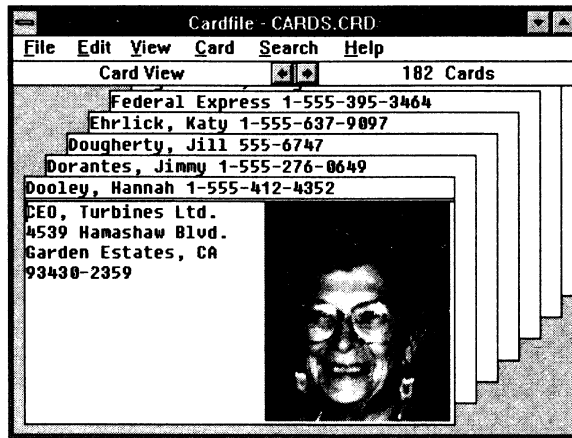 Cardfile - CARDS.CRD
File Edit View Card Search Help
Card View 182 Cards
Federal Express 1-555-395-3464
Ehrlick, Katy 1-555-637-9097
Dougherty, Jill 555-6747
Dorantes, Jimmy 1-555-276-0649
Dooley, Hannah 1-555-412-4352
CEO, Turbines Ltd.
4539 Hamashaw Blvd.
Garden Estates, CA
93430-2359